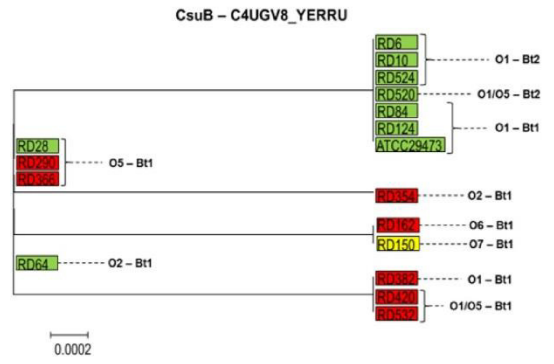 CsuB – C4UGV8_YERRU
RD6
RD10
RD524
O1 – Bt2
RD520
O1/O5 – Bt2
RD84
RD124
ATCC29473
O1 – Bt1
RD28
RD290
RD366
O5 – Bt1
RD354
O2 – Bt1
RD162
O6 – Bt1
RD150
O7 – Bt1
RD64
O2 – Bt1
RD382
O1 – Bt1
RD420
RD532
O1/O5 – Bt1
0.0002